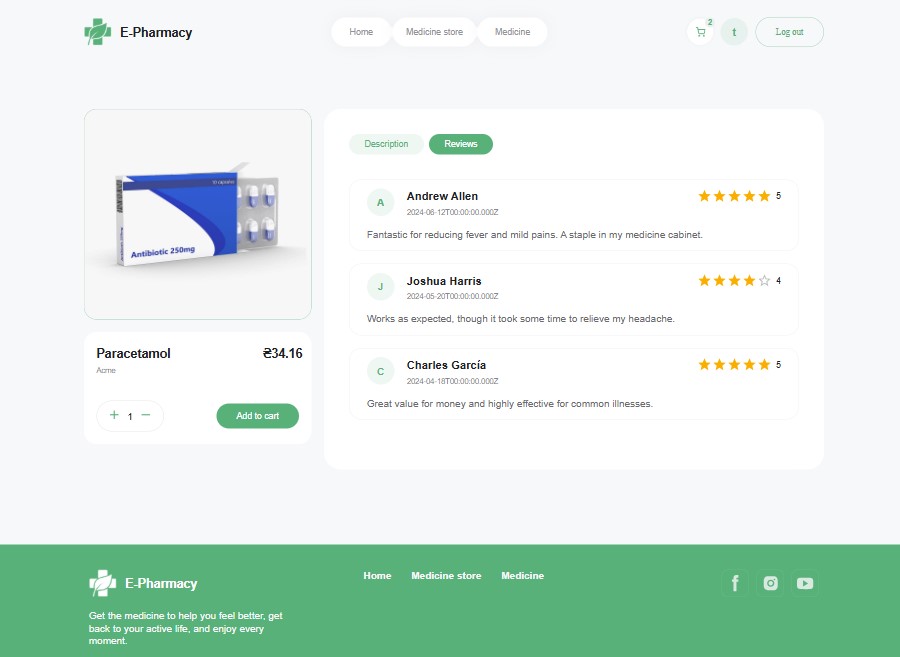 E-Pharmacy
Home
Medicine store
Medicine
2
t
Log out
Antibiotic 250mg
Description
Reviews
A
Andrew Allen
2024-06-12T00:00:00.000Z
5
Fantastic for reducing fever and mild pains. A staple in my medicine cabinet.
J
Joshua Harris
2024-05-20T00:00:00.000Z
4
Works as expected, though it took some time to relieve my headache.
C
Charles García
2024-04-18T00:00:00.000Z
5
Great value for money and highly effective for common illnesses.
Paracetamol
₴34.16
Acme
+ 1 −
Add to cart
E-Pharmacy
Get the medicine to help you feel better, get
back to your active life, and enjoy every
moment.
Home
Medicine store
Medicine